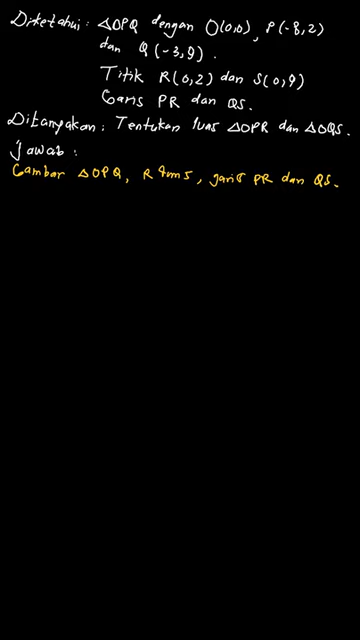 Diketahui: △OPQ dengan O(0,0), P(-8,2)
dan Q(-3,9).
Titik R(0,2) dan S(0,9)
Garis PR dan QS.
Ditanyakan: Tentukan luas △OPR dan △OQS.
Jawab:
Gambar △OPQ, R dan S, garis PR dan QS.